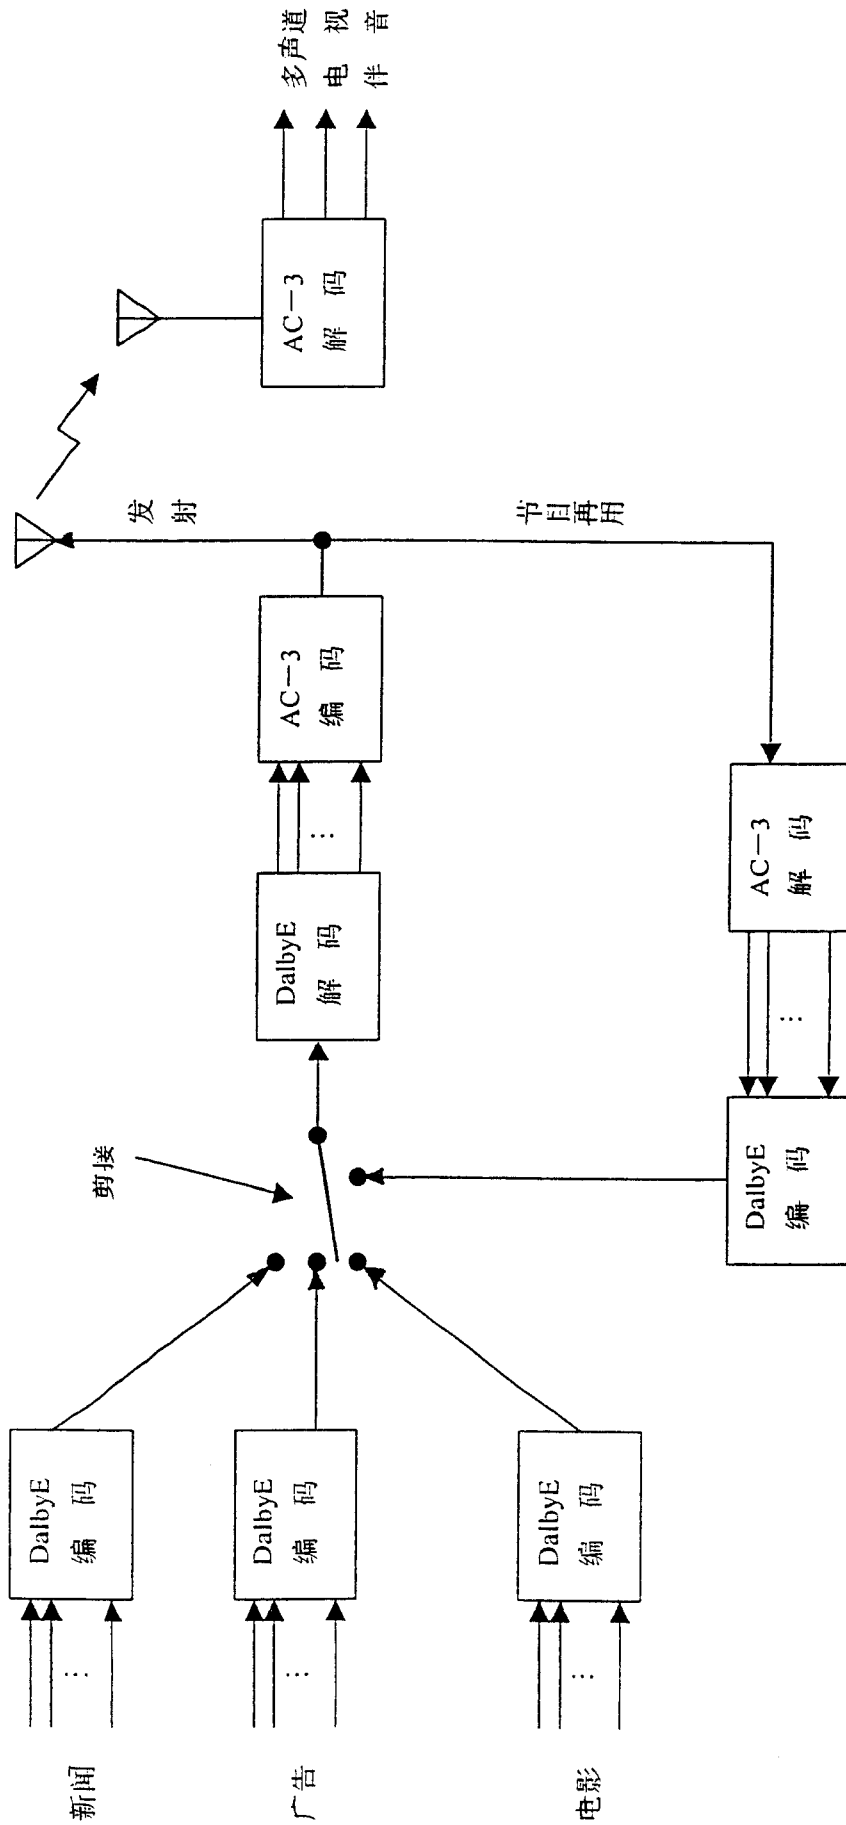 新闻
DalbyE
编 码
广告
DalbyE
编 码
电影
DalbyE
编 码
剪接
DalbyE
解 码
AC-3
编 码
发 射
节目再用
AC-3
解 码
DalbyE
编 码
AC-3
解 码
多声道
电 视
伴 音